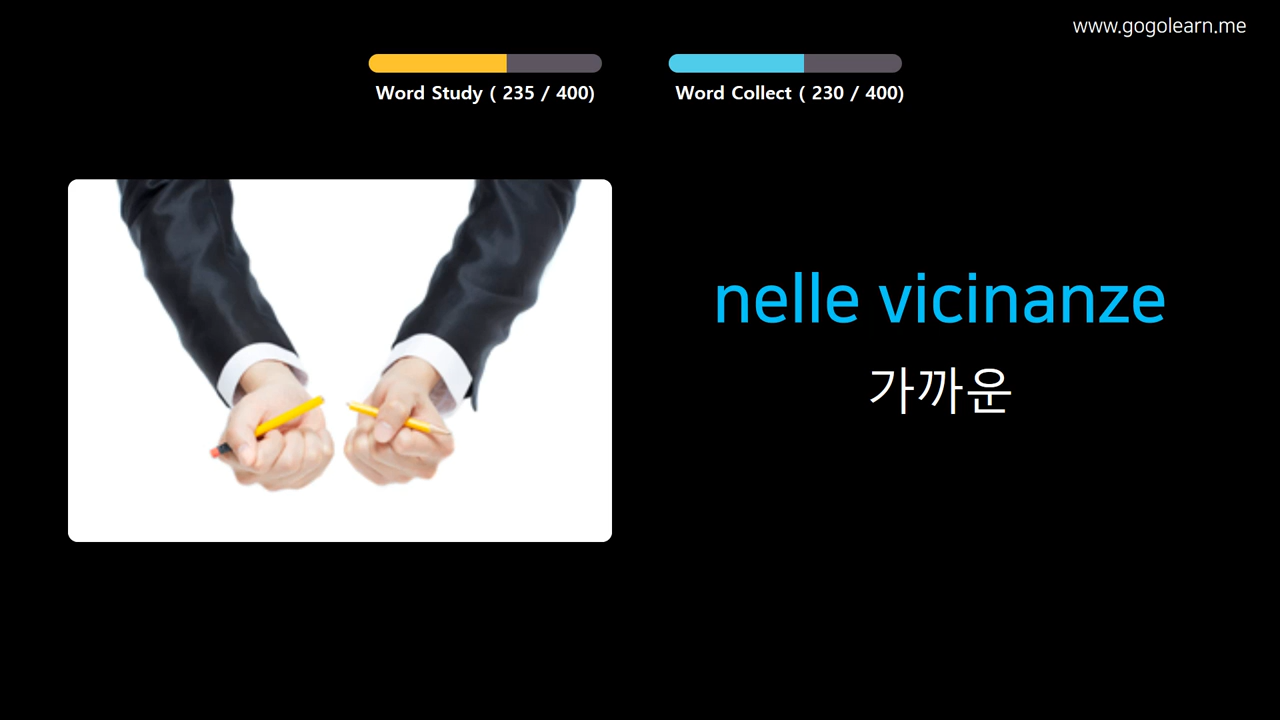 www.gogolearn.me
Word Study ( 235 / 400)
Word Collect ( 230 / 400)
nelle vicinanze
가까운